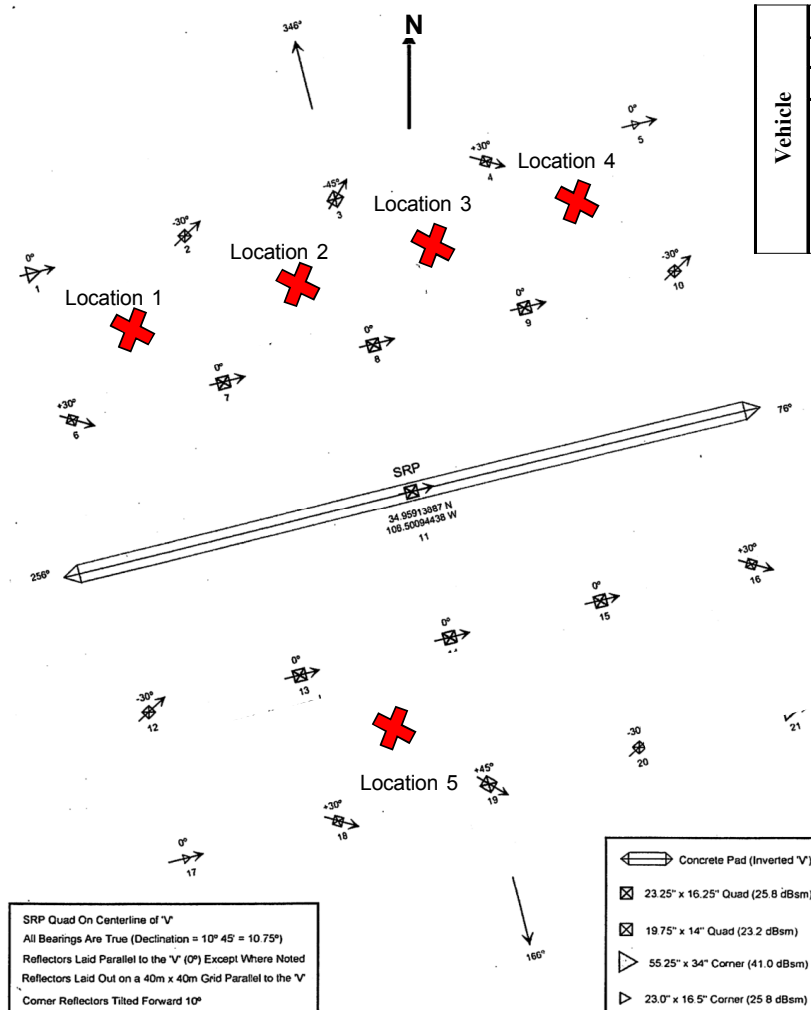 346°
N
Vehicle
0°
5
+30°
4
Location 4
-45°
3
Location 3
-30°
2
Location 2
0°
1
Location 1
-30°
10
0°
9
0°
8
0°
7
+30°
6
76°
SRP
34.95913887 N
106.50094438 W
11
256°
+30°
16
0°
15
0°
0°
13
-30°
12
21
-30
20
Location 5
+45°
19
+30°
18
0°
17
166°
SRP Quad On Centerline of 'V'
All Bearings Are True (Declination = 10° 45' = 10.75°)
Reflectors Laid Parallel to the 'V' (0°) Except Where Noted
Reflectors Laid Out on a 40m x 40m Grid Parallel to the 'V'
Corner Reflectors Tilted Forward 10°
Concrete Pad (Inverted 'V')
23.25" x 16.25" Quad (25.8 dBsm)
19.75" x 14" Quad (23.2 dBsm)
55.25" x 34" Corner (41.0 dBsm)
23.0" x 16.5" Corner (25.8 dBsm)